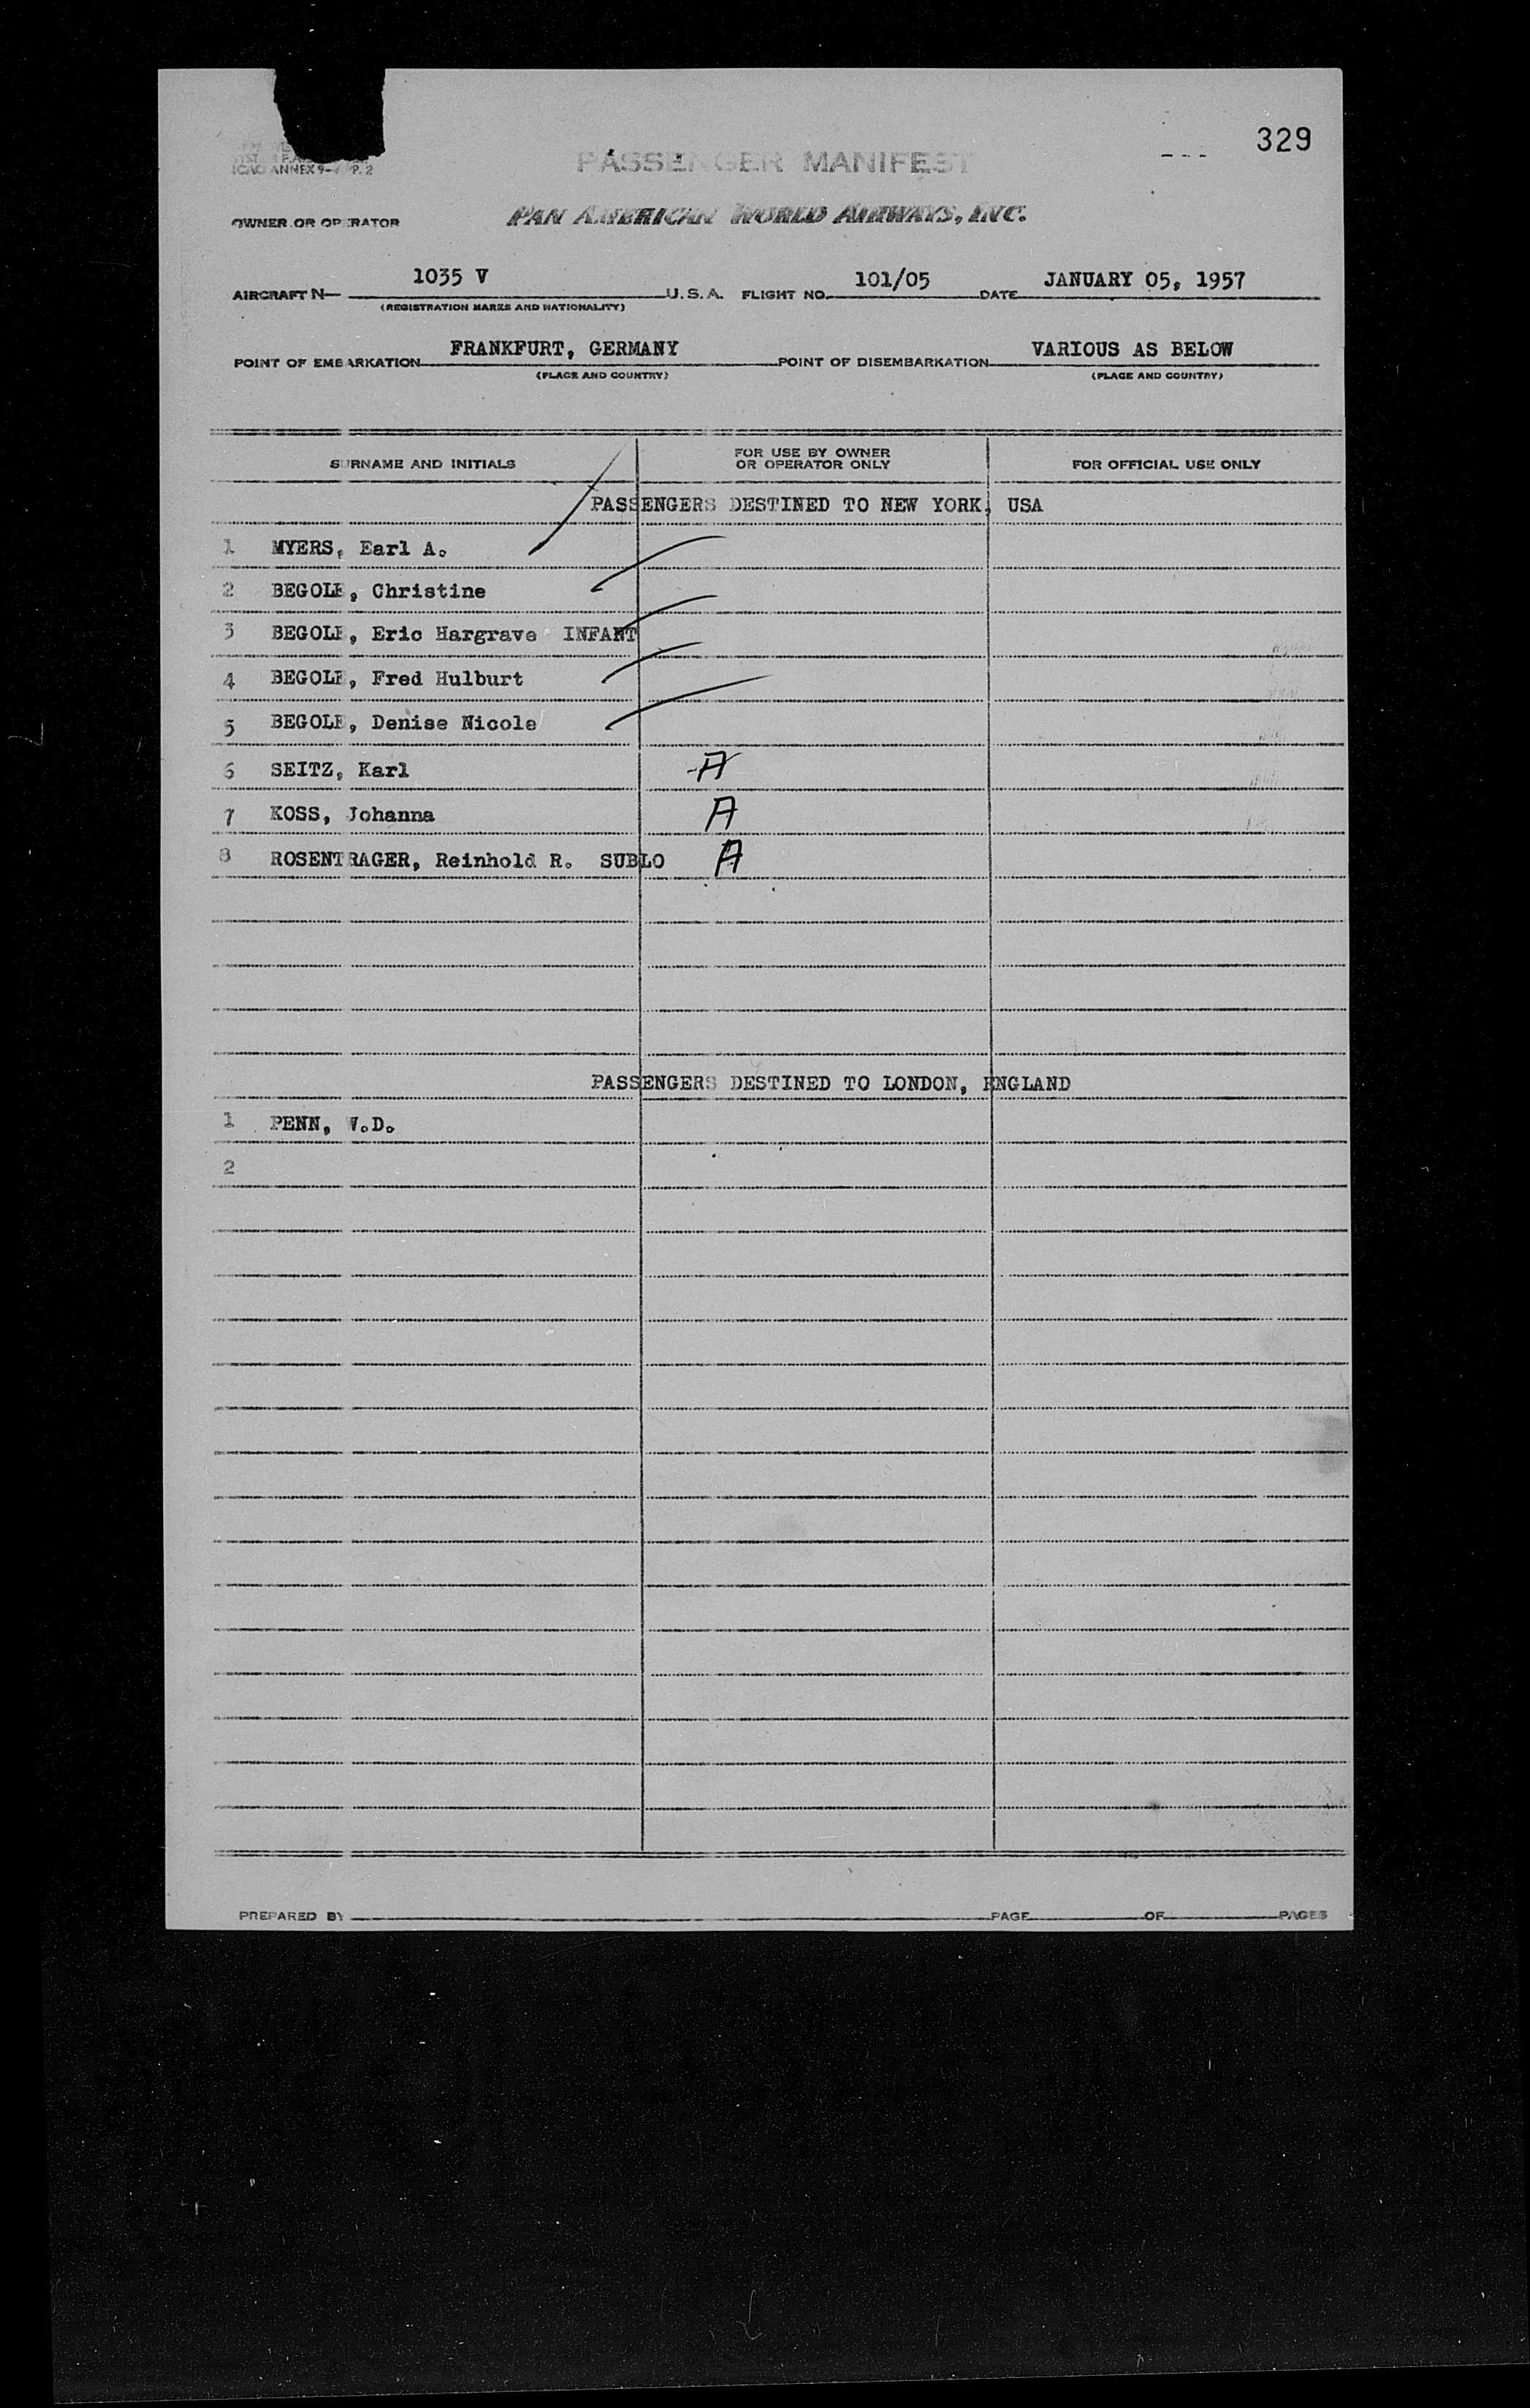 329
ICAO ANNEX 9- P. 2
PASSENGER MANIFEST
OWNER OR OPERATOR PAN AMERICAN WORLD AIRWAYS, INC.
AIRCRAFT N— 1035 V U.S.A. FLIGHT NO. 101/05 DATE JANUARY 05, 1957
(REGISTRATION MARKS AND NATIONALITY)
POINT OF EMBARKATION FRANKFURT, GERMANY POINT OF DISEMBARKATION VARIOUS AS BELOW
(PLACE AND COUNTRY) (PLACE AND COUNTRY)
SURNAME AND INITIALS FOR USE BY OWNER OR OPERATOR ONLY FOR OFFICIAL USE ONLY
PASSENGERS DESTINED TO NEW YORK, USA
1 MYERS, Earl A.
2 BEGOLE, Christine
3 BEGOLE, Eric Hargrave INFANT
4 BEGOLE, Fred Hulburt
5 BEGOLE, Denise Nicole
6 SEITZ, Karl A
7 KOSS, Johanna A
8 ROSENTRAGER, Reinhold R. SUBLO A
PASSENGERS DESTINED TO LONDON, ENGLAND
1 PENN, V.D.
2
PREPARED BY PAGE OF PAGES